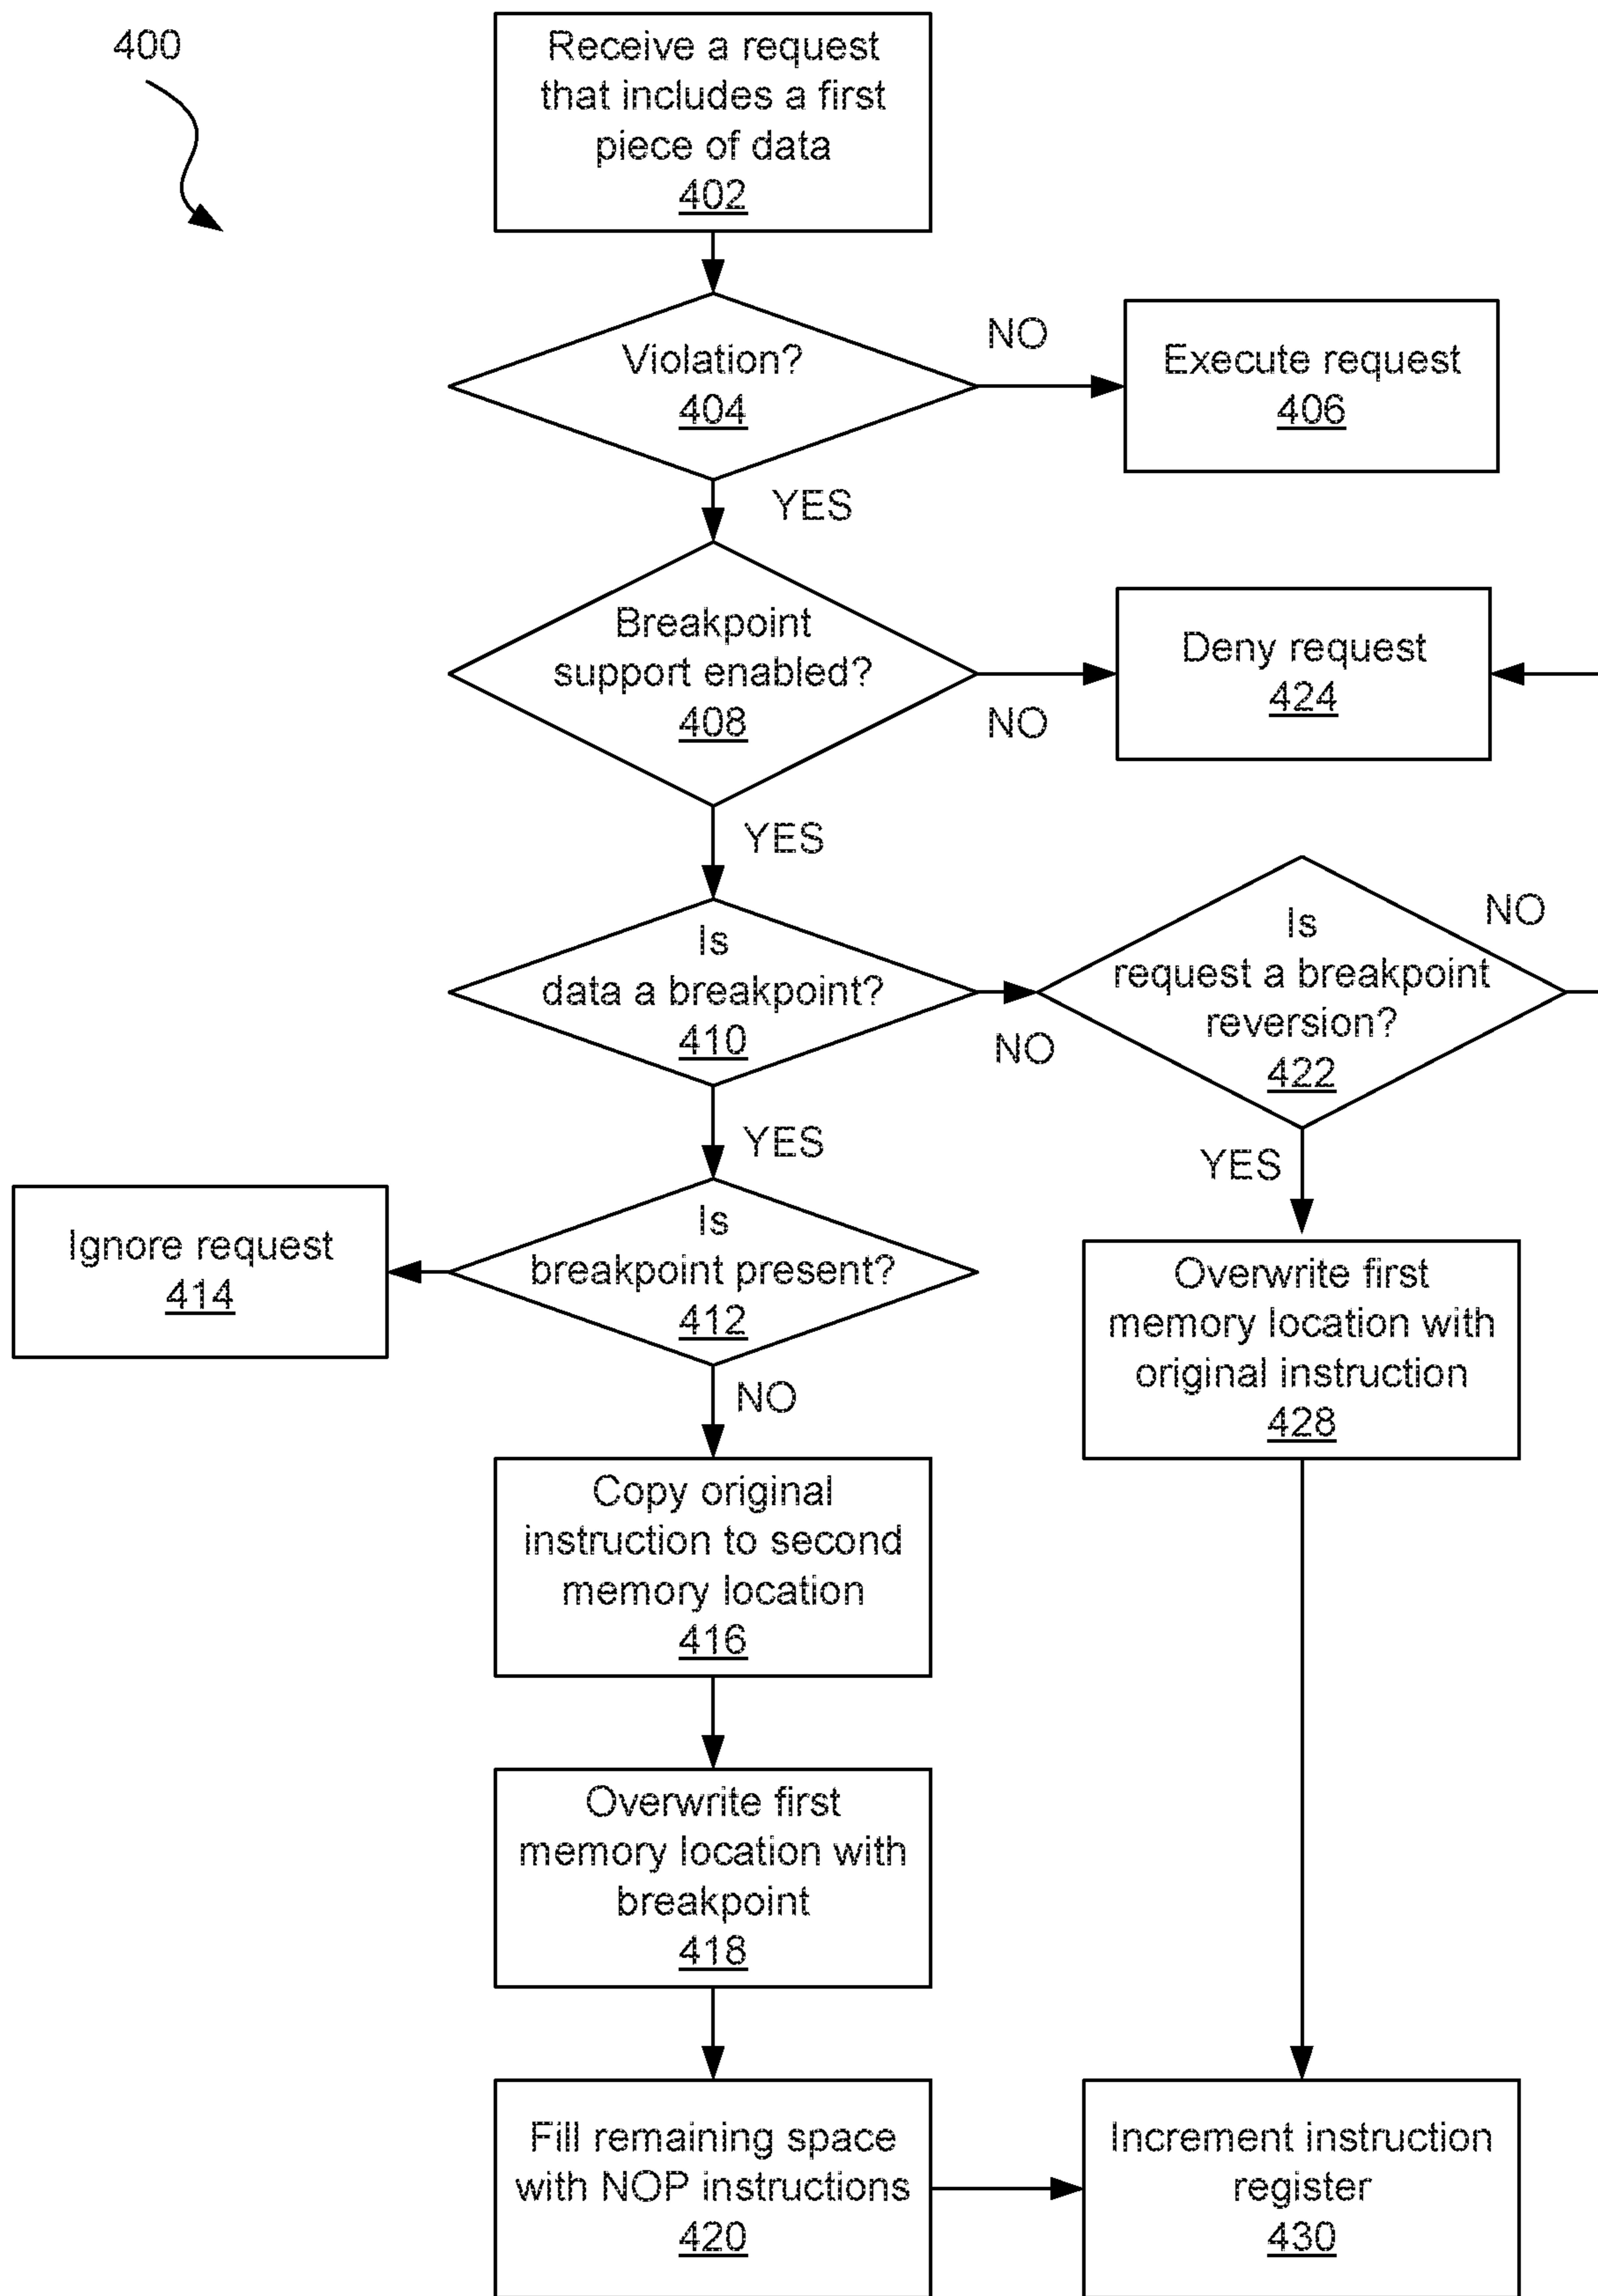 400
Receive a request
that includes a first
piece of data
402
Violation?
404
NO
Execute request
406
YES
Breakpoint
support enabled?
408
NO
Deny request
424
YES
Is
data a breakpoint?
410
NO
Is
request a breakpoint
reversion?
422
NO
YES
YES
Is
breakpoint present?
412
Ignore request
414
NO
Overwrite first
memory location with
original instruction
428
Copy original
instruction to second
memory location
416
Overwrite first
memory location with
breakpoint
418
Fill remaining space
with NOP instructions
420
Increment instruction
register
430